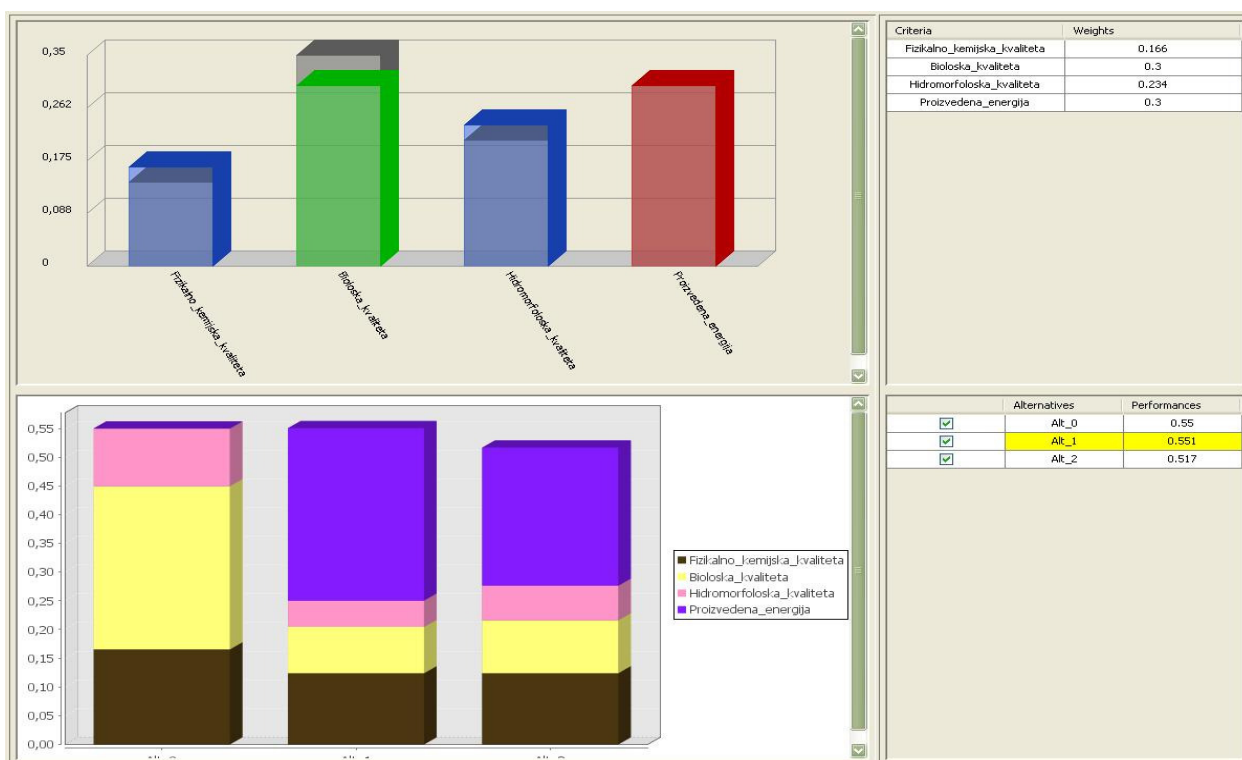 0,35
0,262
0,175
0,088
0
Fizikalno_kemijska_kvaliteta
Bioloska_kvaliteta
Hidromorfoloska_kvaliteta
Proizvedena_energija
Criteria Weights
Fizikalno_kemijska_kvaliteta 0.166
Bioloska_kvaliteta 0.3
Hidromorfoloska_kvaliteta 0.234
Proizvedena_energija 0.3
0,55
0,50
0,45
0,40
0,35
0,30
0,25
0,20
0,15
0,10
0,05
0,00
Fizikalno_kemijska_kvaliteta
Bioloska_kvaliteta
Hidromorfoloska_kvaliteta
Proizvedena_energija
Alternatives Performances
Alt_0 0.55
Alt_1 0.551
Alt_2 0.517